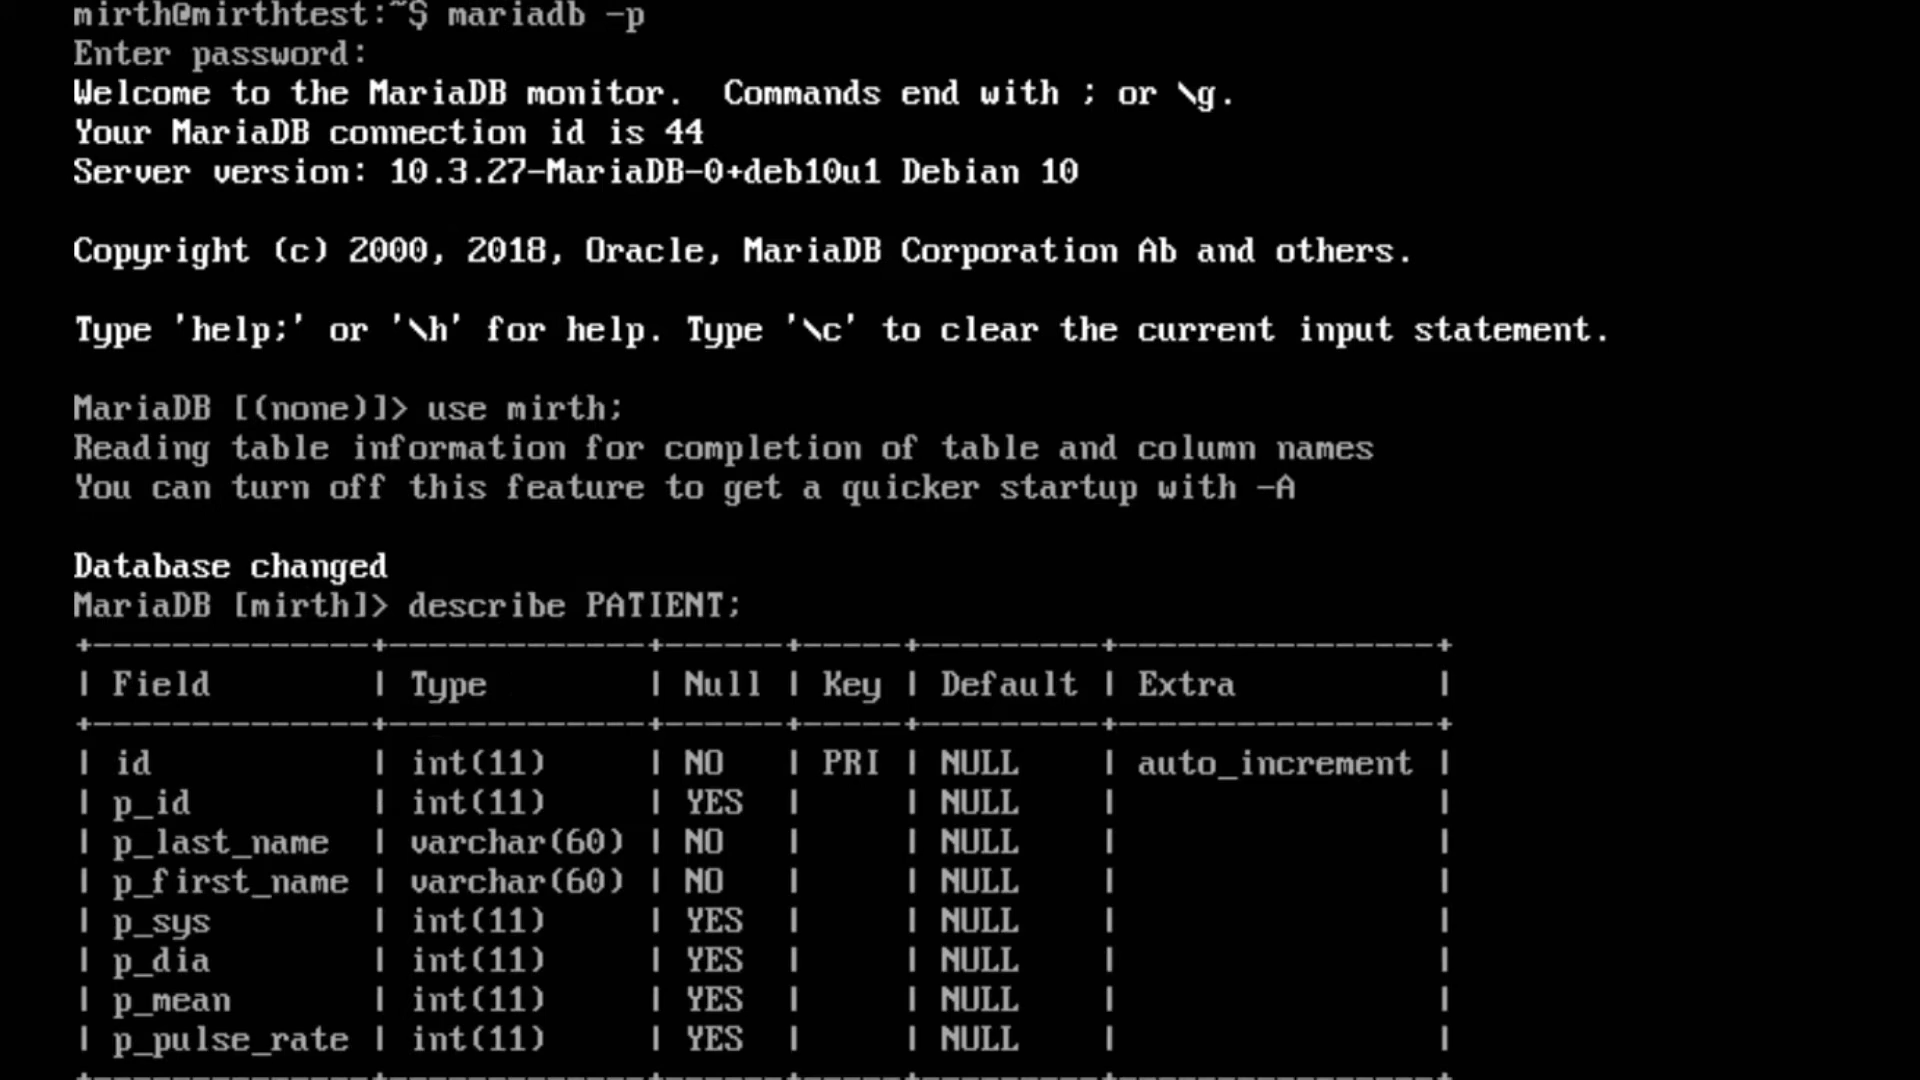 mirth@mirthtest:~$ mariadb -p
Enter password:
Welcome to the MariaDB monitor.  Commands end with ; or \g.
Your MariaDB connection id is 44
Server version: 10.3.27-MariaDB-0+deb10u1 Debian 10

Copyright (c) 2000, 2018, Oracle, MariaDB Corporation Ab and others.

Type 'help;' or '\h' for help. Type '\c' to clear the current input statement.

MariaDB [(none)]> use mirth;
Reading table information for completion of table and column names
You can turn off this feature to get a quicker startup with -A

Database changed
MariaDB [mirth]> describe PATIENT;
+--------------+-------------+------+-----+---------+----------------+
| Field        | Type        | Null | Key | Default | Extra          |
+--------------+-------------+------+-----+---------+----------------+
| id           | int(11)     | NO   | PRI | NULL    | auto_increment |
| p_id         | int(11)     | YES  |     | NULL    |                |
| p_last_name  | varchar(60) | NO   |     | NULL    |                |
| p_first_name | varchar(60) | NO   |     | NULL    |                |
| p_sys        | int(11)     | YES  |     | NULL    |                |
| p_dia        | int(11)     | YES  |     | NULL    |                |
| p_mean       | int(11)     | YES  |     | NULL    |                |
| p_pulse_rate | int(11)     | YES  |     | NULL    |                |
+--------------+-------------+------+-----+---------+----------------+